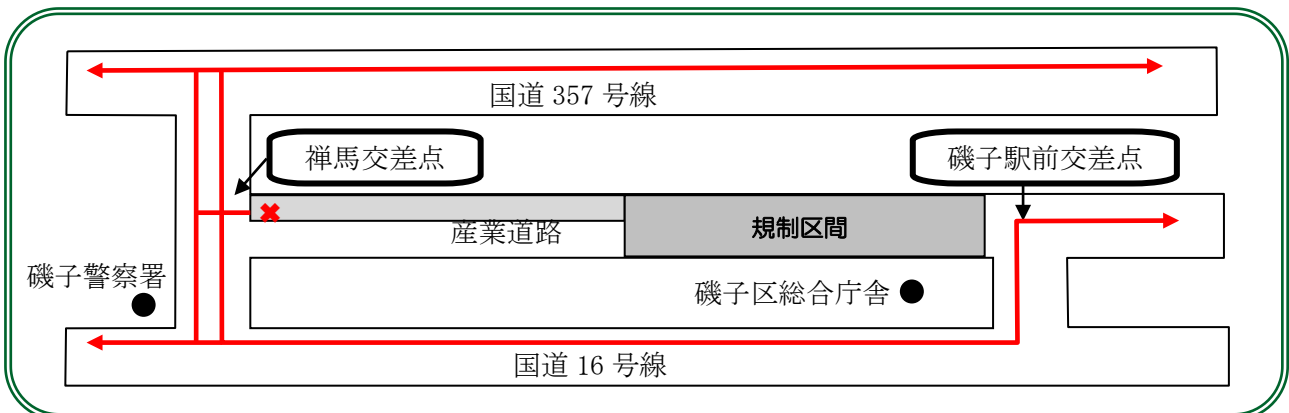 国道 357 号線
禅馬交差点
磯子駅前交差点
産業道路
規制区間
磯子警察署
磯子区総合庁舎
国道 16 号線